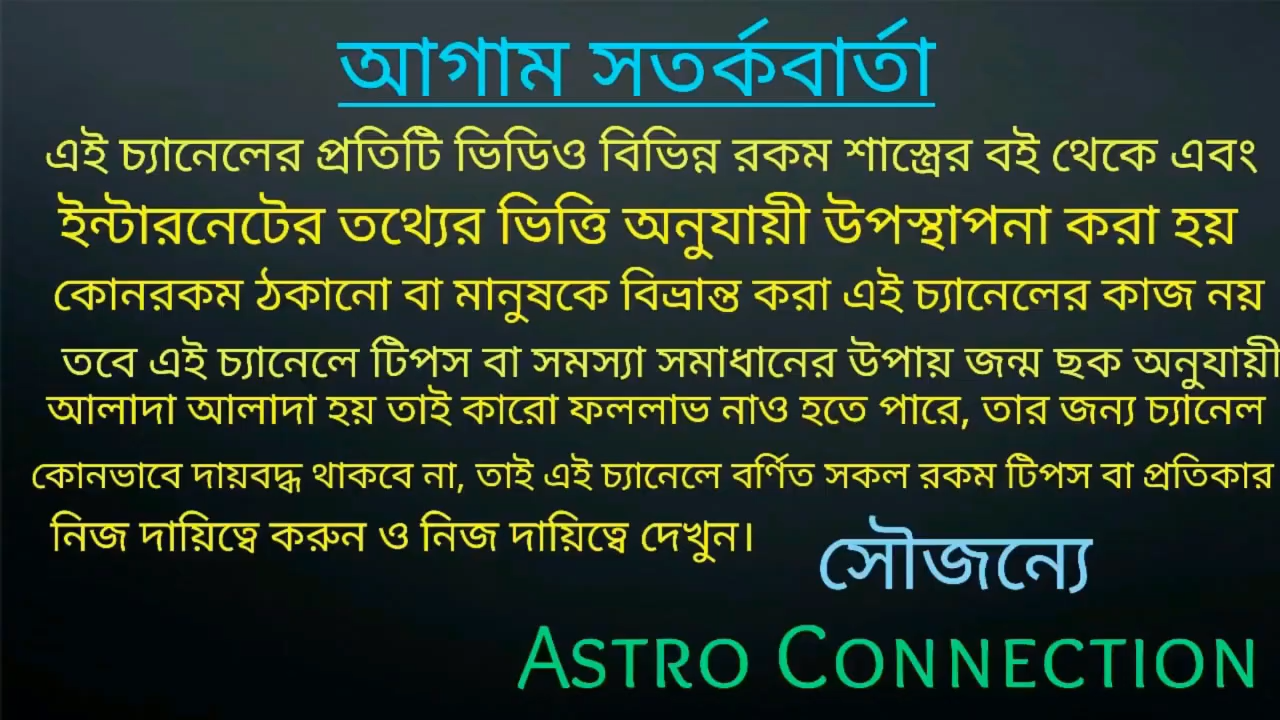 আগাম সতর্কবার্তা
এই চ্যানেলের প্রতিটি ভিডিও বিভিন্ন রকম শাস্ত্রের বই থেকে এবং
ইন্টারনেটের তথ্যের ভিত্তি অনুযায়ী উপস্থাপনা করা হয়
কোনরকম ঠকানো বা মানুষকে বিভ্রান্ত করা এই চ্যানেলের কাজ নয়
তবে এই চ্যানেলে টিপস বা সমস্যা সমাধানের উপায় জন্ম ছক অনুযায়ী
আলাদা আলাদা হয় তাই কারো ফললাভ নাও হতে পারে, তার জন্য চ্যানেল
কোনভাবে দায়বদ্ধ থাকবে না, তাই এই চ্যানেলে বর্ণিত সকল রকম টিপস বা প্রতিকার
নিজ দায়িত্বে করুন ও নিজ দায়িত্বে দেখুন।
সৌজন্যে
ASTRO CONNECTION